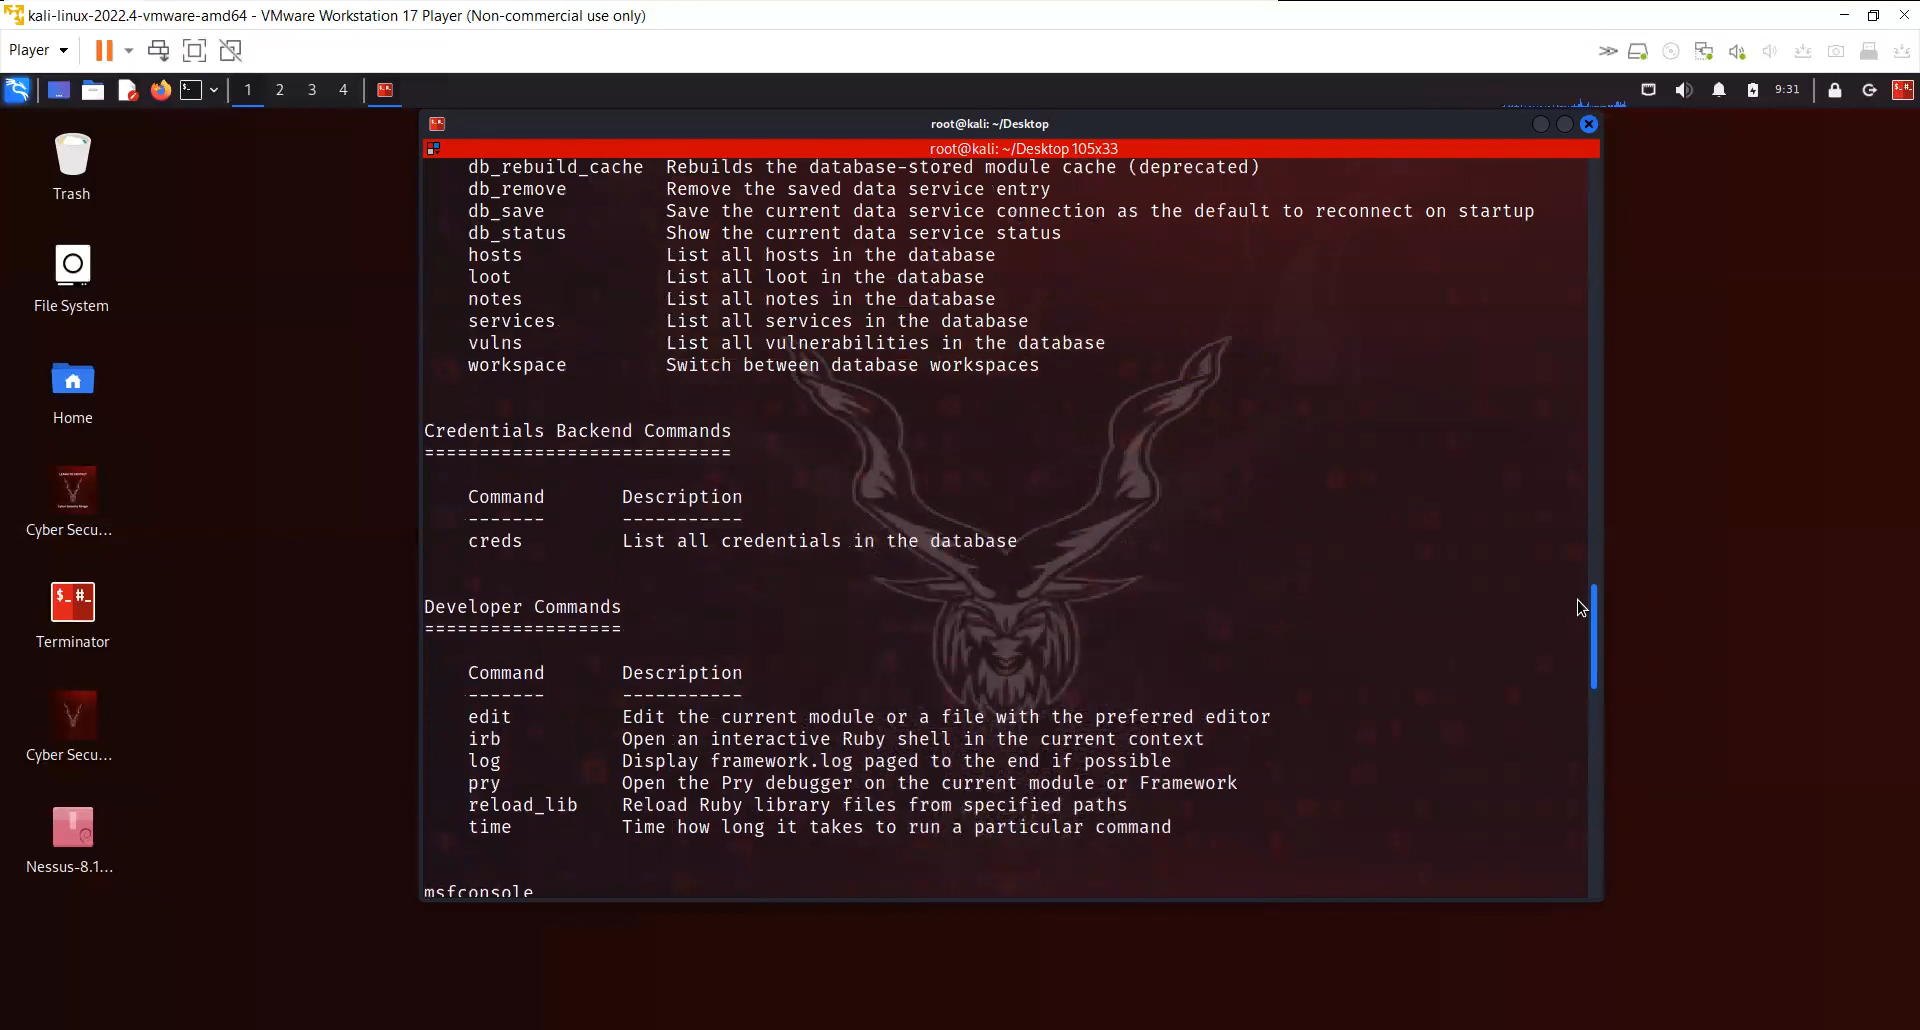 kali-linux-2022.4-vmware-amd64 - VMware Workstation 17 Player (Non-commercial use only)
Player
1 2 3 4
9:31
root@kali: ~/Desktop
root@kali: ~/Desktop 105x33
db_rebuild_cache  Rebuilds the database-stored module cache (deprecated)
db_remove         Remove the saved data service entry
db_save           Save the current data service connection as the default to reconnect on startup
db_status         Show the current data service status
hosts             List all hosts in the database
loot              List all loot in the database
notes             List all notes in the database
services          List all services in the database
vulns             List all vulnerabilities in the database
workspace         Switch between database workspaces
Credentials Backend Commands
============================
Command       Description
-------       -----------
creds         List all credentials in the database
Developer Commands
==================
Command       Description
-------       -----------
edit          Edit the current module or a file with the preferred editor
irb           Open an interactive Ruby shell in the current context
log           Display framework.log paged to the end if possible
pry           Open the Pry debugger on the current module or Framework
reload_lib    Reload Ruby library files from specified paths
time          Time how long it takes to run a particular command
msfconsole
Trash
File System
Home
Cyber Secu...
$_ #_
Terminator
Cyber Secu...
Nessus-8.1...